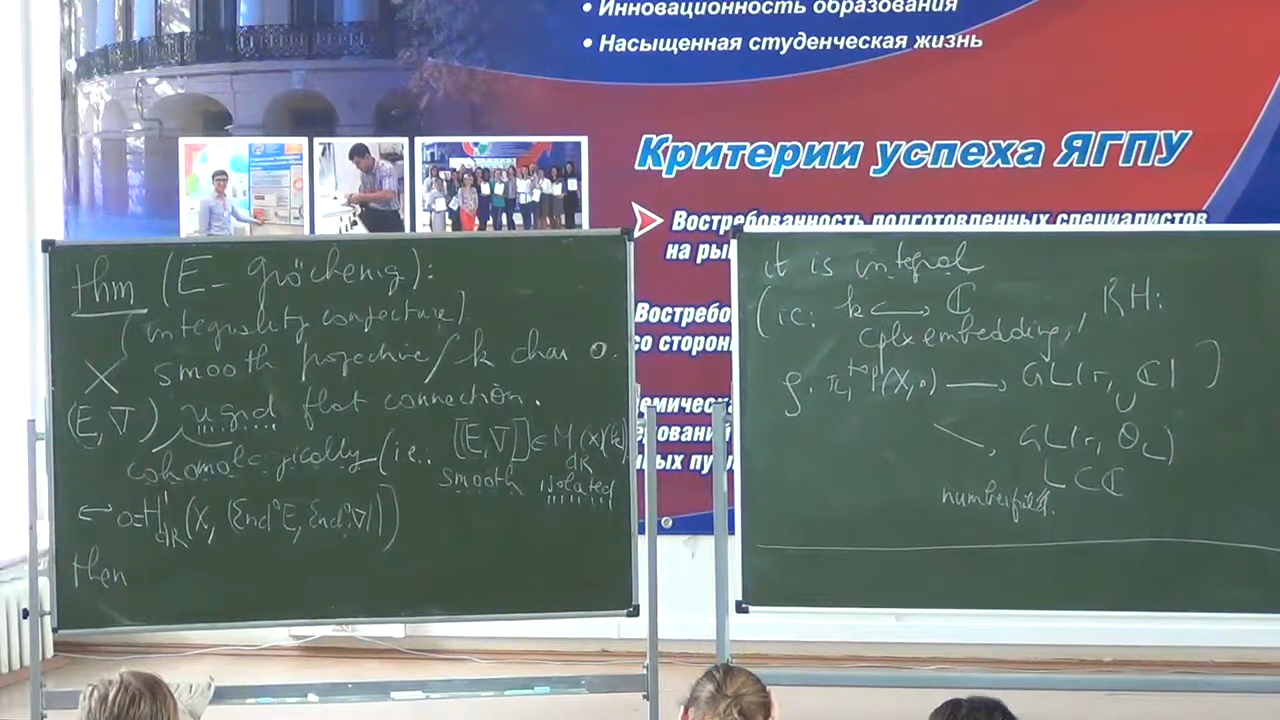 • Инновационность образования
• Насыщенная студенческая жизнь
Критерии успеха ЯГПУ
Востребованность подготовленных специалистов
на
Востребо
со сторон
thm (E- Gröchenig):
(integrality conjecture)
X smooth projective / k char 0.
(E,∇) rigid flat connection.
cohomologically (i.e. [(E,∇)] ∈ M_dR(X)(k)
smooth isolated
↔ 0=H¹_dR(X, (End⁰E, End⁰∇)))
then
it is integral
(ie: k ↪ ℂ, RH:
cplx embedding
ρ: π₁^top(X,·) → GL(r, ℂ))
∪
↘ GL(r, O_L)
L⊂ℂ
numberfield.